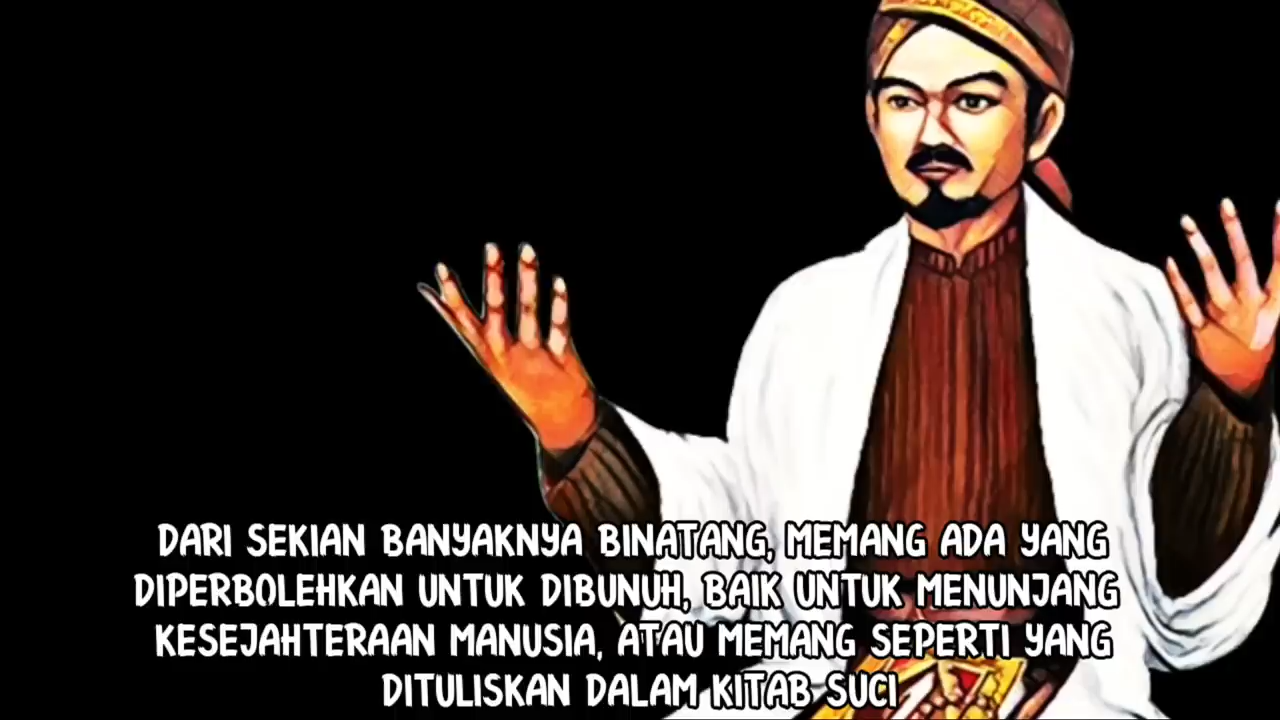 DARI SEKIAN BANYAKNYA BINATANG, MEMANG ADA YANG
DIPERBOLEHKAN UNTUK DIBUNUH, BAIK UNTUK MENUNJANG
KESEJAHTERAAN MANUSIA, ATAU MEMANG SEPERTI YANG
DITULISKAN DALAM KITAB SUCI